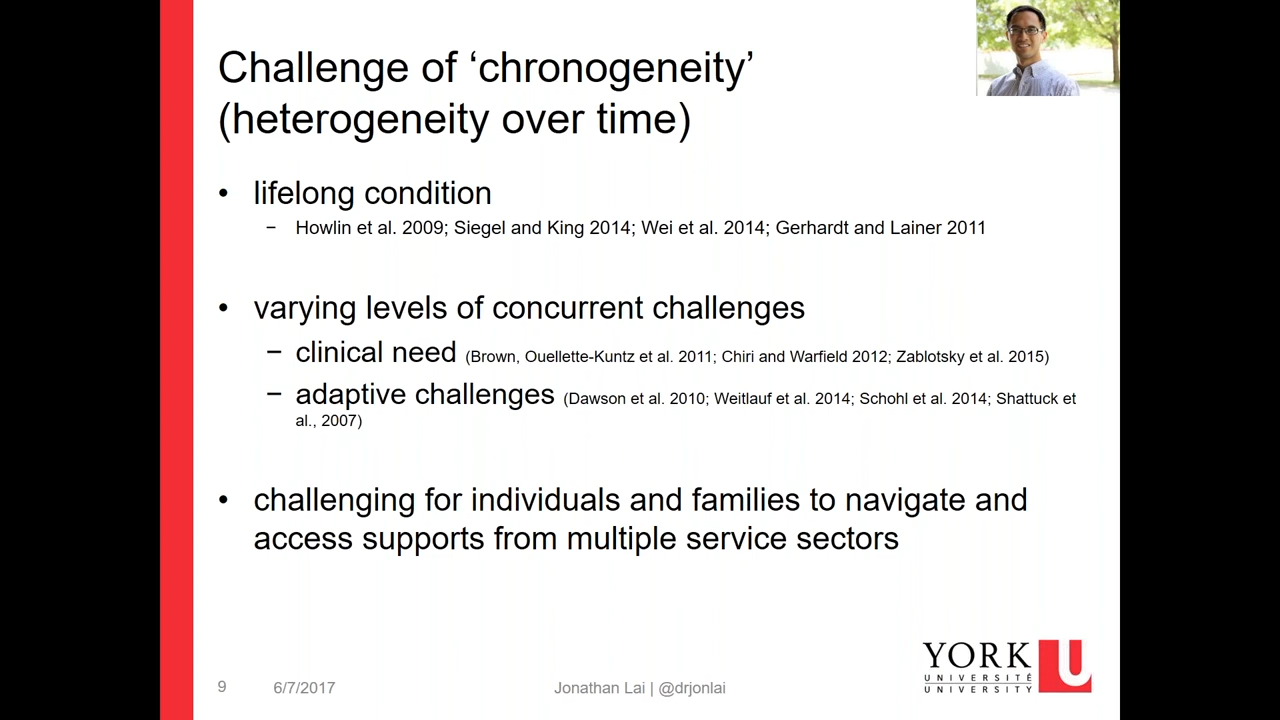 Challenge of ‘chronogeneity’
(heterogeneity over time)
• lifelong condition
− Howlin et al. 2009; Siegel and King 2014; Wei et al. 2014; Gerhardt and Lainer 2011
• varying levels of concurrent challenges
− clinical need (Brown, Ouellette-Kuntz et al. 2011; Chiri and Warfield 2012; Zablotsky et al. 2015)
− adaptive challenges (Dawson et al. 2010; Weitlauf et al. 2014; Schohl et al. 2014; Shattuck et
al., 2007)
• challenging for individuals and families to navigate and
access supports from multiple service sectors
9
6/7/2017
Jonathan Lai | @drjonlai
YORK U
UNIVERSITÉ
UNIVERSITY